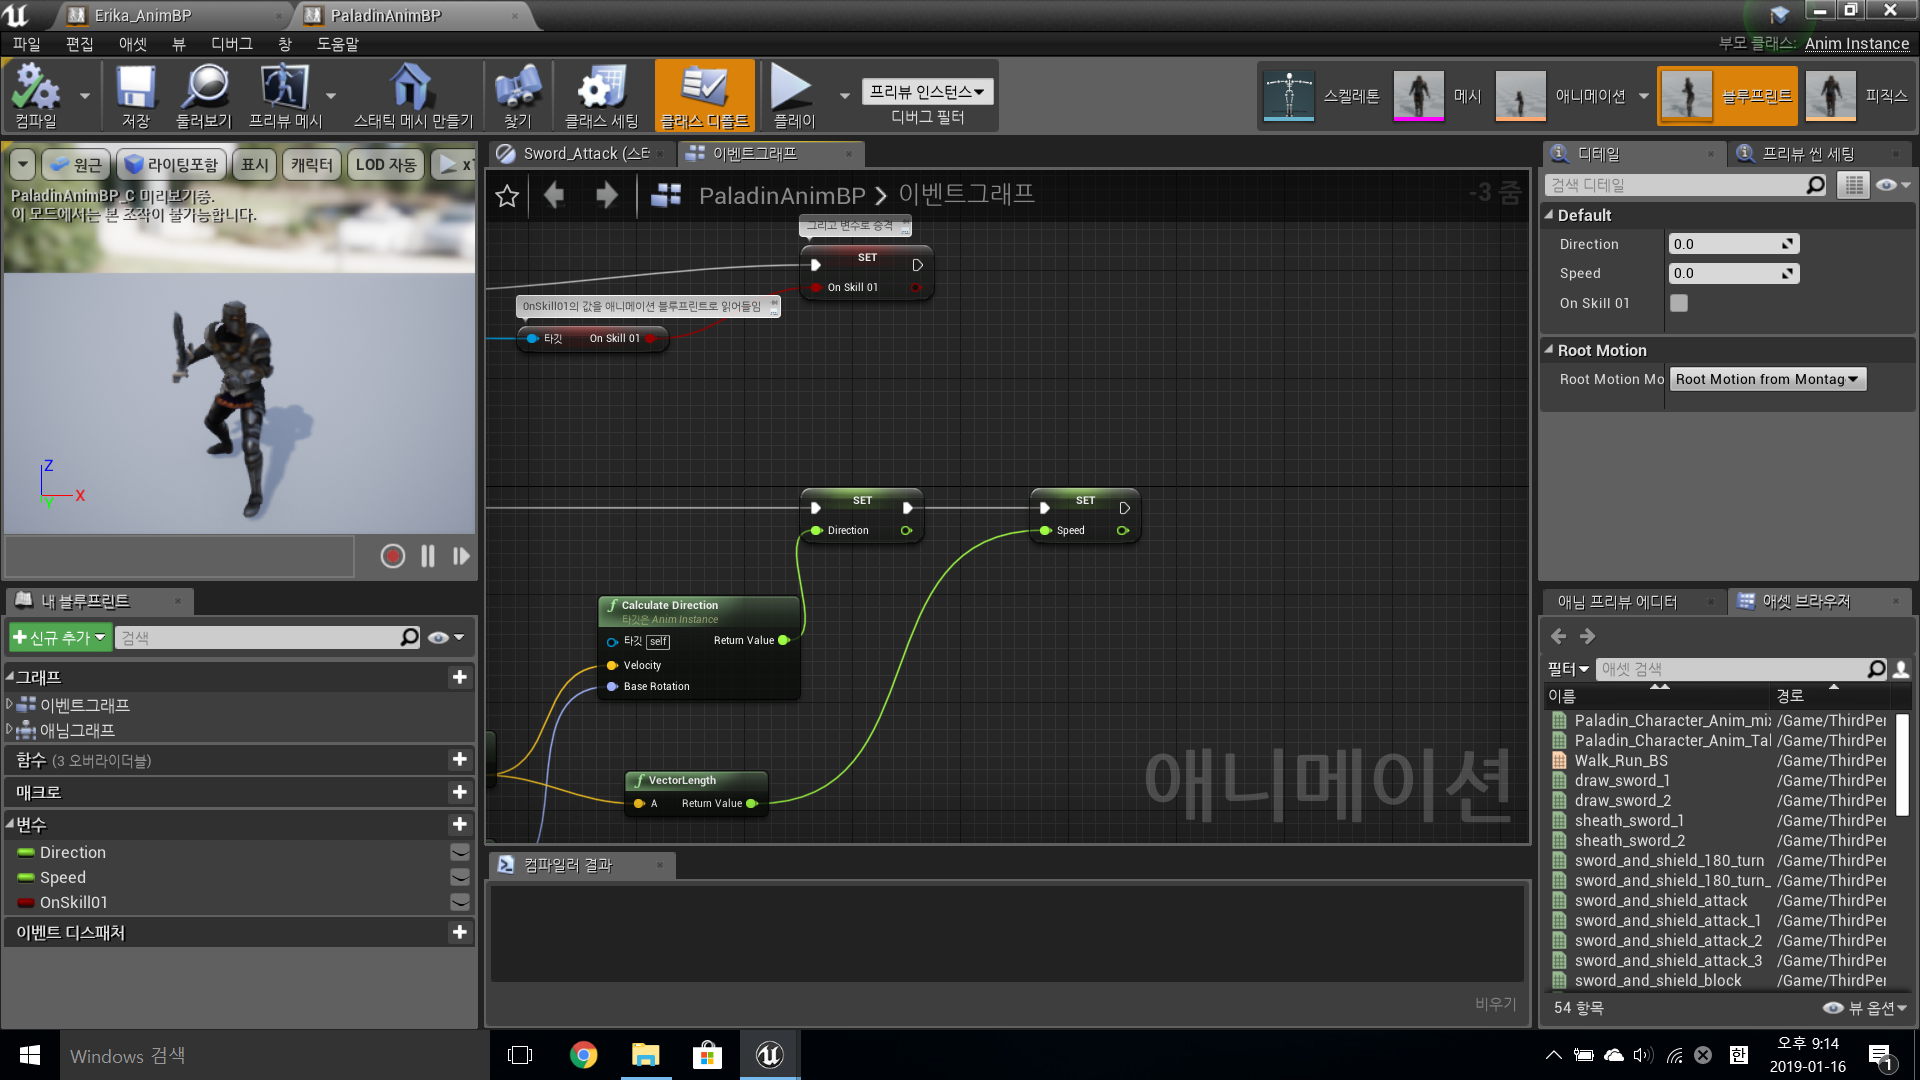 Erika_AnimBP
PaladinAnimBP
파일 편집 애셋 뷰 디버그 창 도움말
부모 클래스: Anim Instance
컴파일 저장 둘러보기 프리뷰 메시 스태틱 메시 만들기 찾기 클래스 세팅 클래스 디폴트 플레이
프리뷰 인스턴스
디버그 필터
스켈레톤 메시 애니메이션 블루프린트 피직스
원근 라이팅포함 표시 캐릭터 LOD 자동 x1
PaladinAnimBP_C 미리보기중.
이 모드에서는 본 조작이 불가능합니다.
Z
X
Y
내 블루프린트
신규 추가 검색
그래프
이벤트그래프
애님그래프
함수 (3 오버라이더블)
매크로
변수
Direction
Speed
OnSkill01
이벤트 디스패처
Sword_Attack (스테
이벤트그래프
PaladinAnimBP > 이벤트그래프
-3 줌
그리고 변수로 승격
SET
On Skill 01
OnSkill01의 값을 애니메이션 블루프린트로 읽어들임
타깃 On Skill 01
SET
Direction
SET
Speed
Calculate Direction
타깃은 Anim Instance
타깃 self Return Value
Velocity
Base Rotation
VectorLength
A Return Value
애니메이션
컴파일러 결과
비우기
디테일
프리뷰 씬 세팅
검색 디테일
Default
Direction 0.0
Speed 0.0
On Skill 01
Root Motion
Root Motion Mo Root Motion from Montag
애님 프리뷰 에디터
애셋 브라우저
필터 애셋 검색
이름 경로
Paladin_Character_Anim_mix /Game/ThirdPer
Paladin_Character_Anim_Tal /Game/ThirdPer
Walk_Run_BS /Game/ThirdPer
draw_sword_1 /Game/ThirdPer
draw_sword_2 /Game/ThirdPer
sheath_sword_1 /Game/ThirdPer
sheath_sword_2 /Game/ThirdPer
sword_and_shield_180_turn /Game/ThirdPer
sword_and_shield_180_turn_ /Game/ThirdPer
sword_and_shield_attack /Game/ThirdPer
sword_and_shield_attack_1 /Game/ThirdPer
sword_and_shield_attack_2 /Game/ThirdPer
sword_and_shield_attack_3 /Game/ThirdPer
sword_and_shield_block /Game/ThirdPer
54 항목
뷰 옵션
Windows 검색
한
오후 9:14
2019-01-16
1